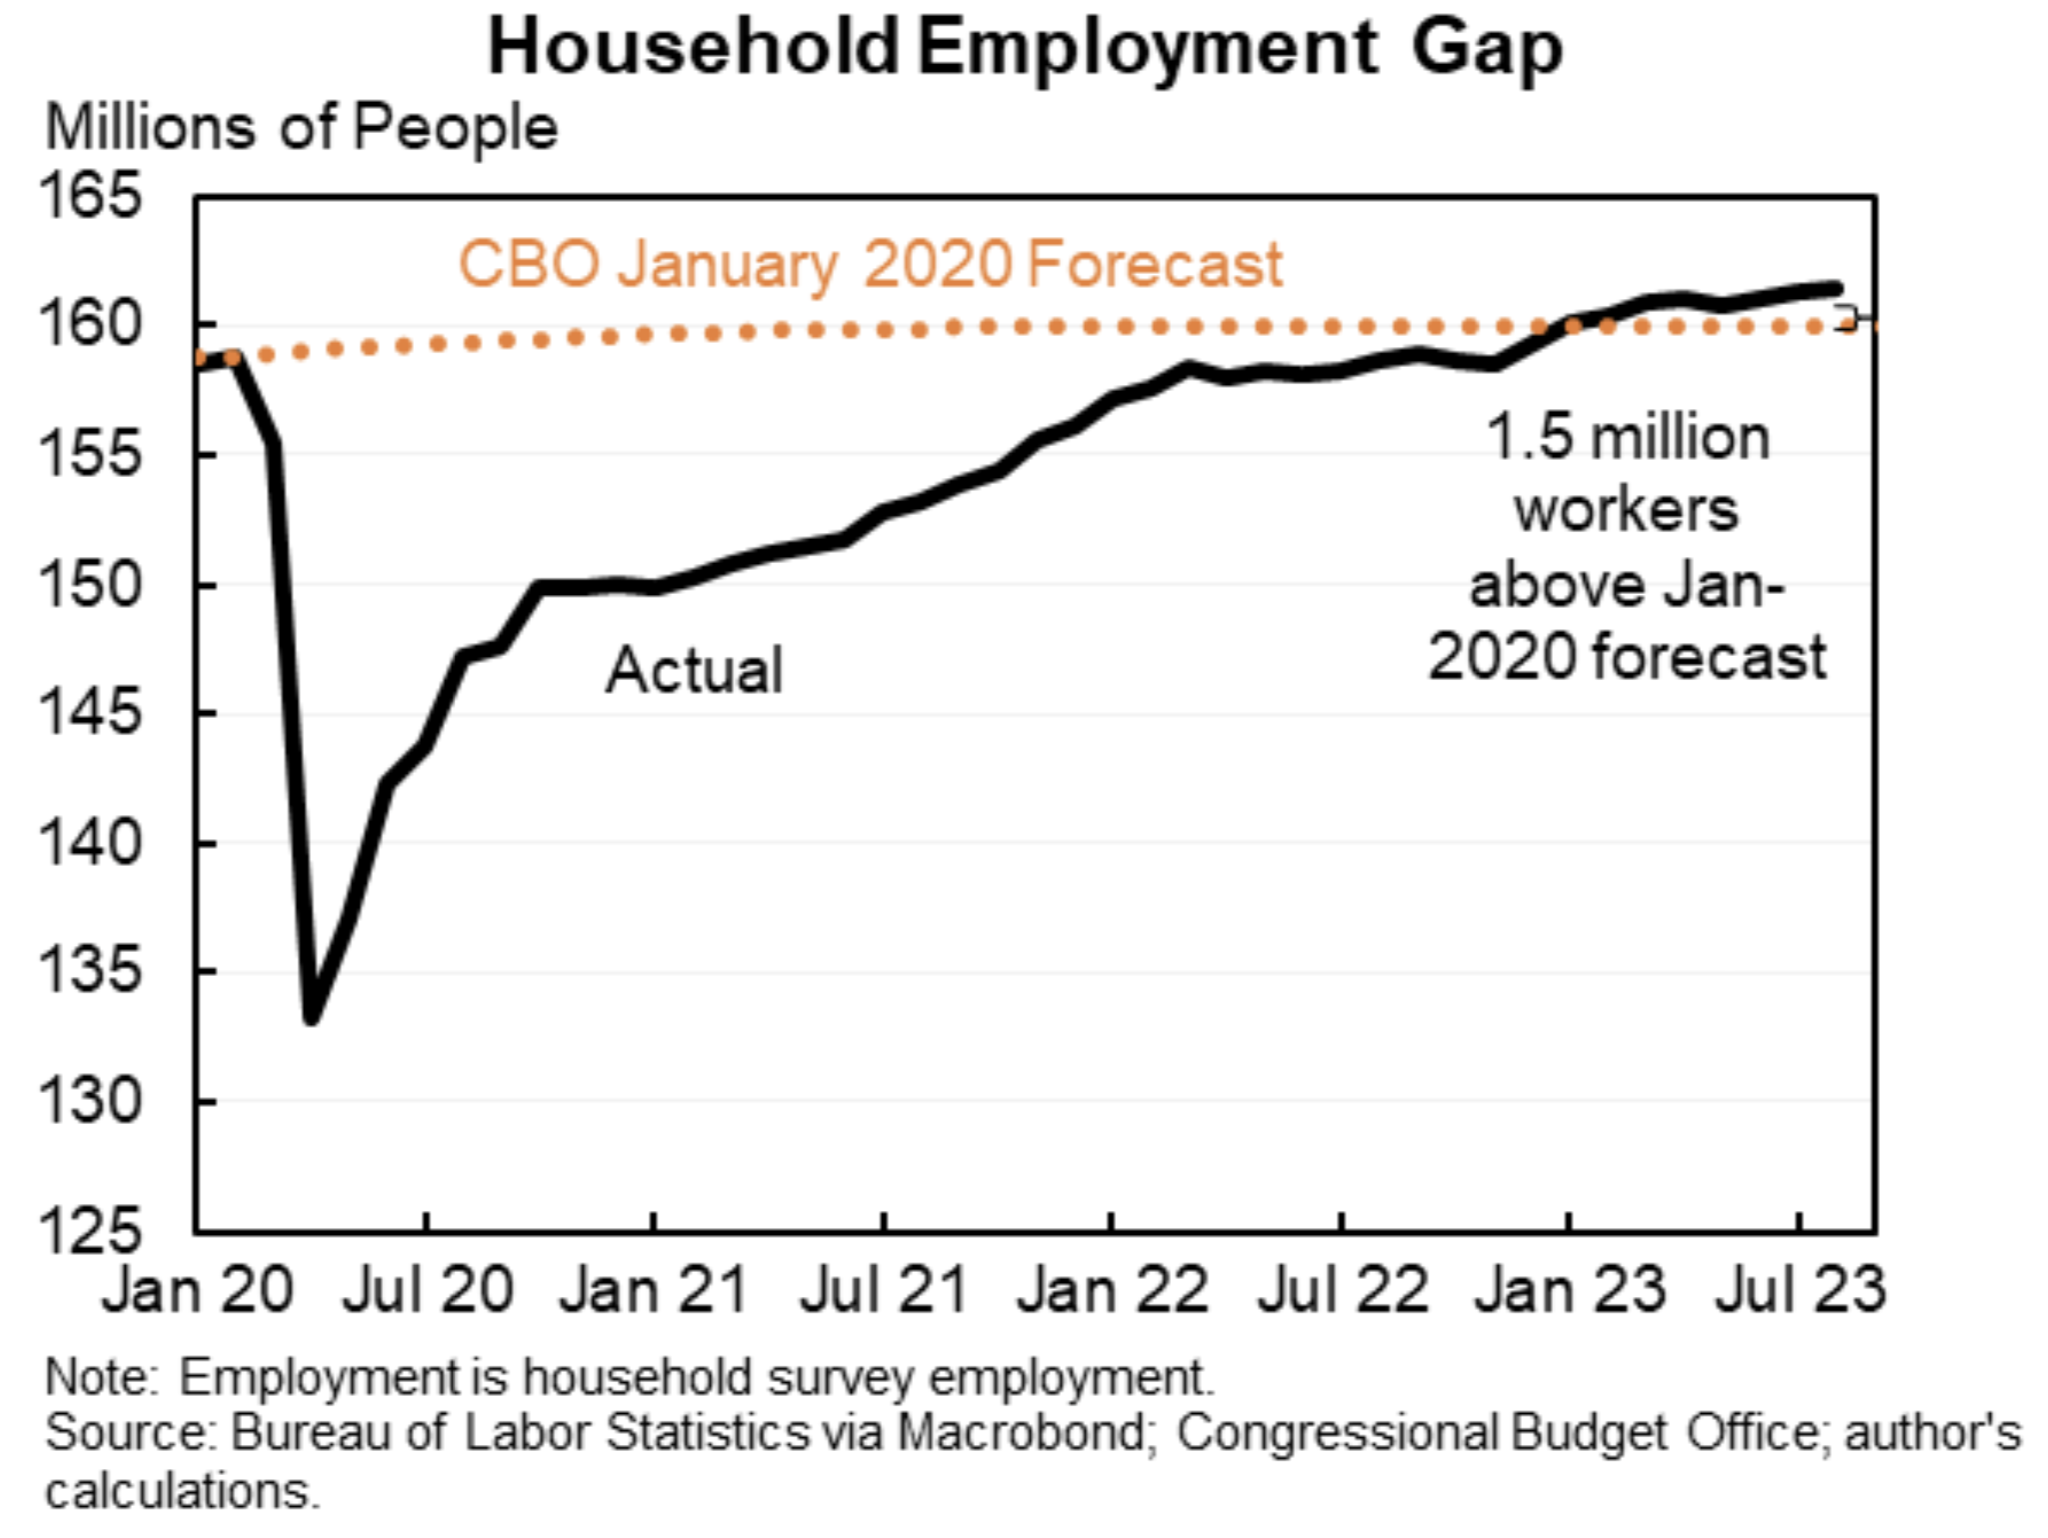 Household Employment Gap
Millions of People
165
CBO January 2020 Forecast
160
155
1.5 million
workers
above Jan-
2020 forecast
150
Actual
145
140
135
130
125
Jan 20 Jul 20 Jan 21 Jul 21 Jan 22 Jul 22 Jan 23 Jul 23
Note: Employment is household survey employment.
Source: Bureau of Labor Statistics via Macrobond; Congressional Budget Office; author's
calculations.